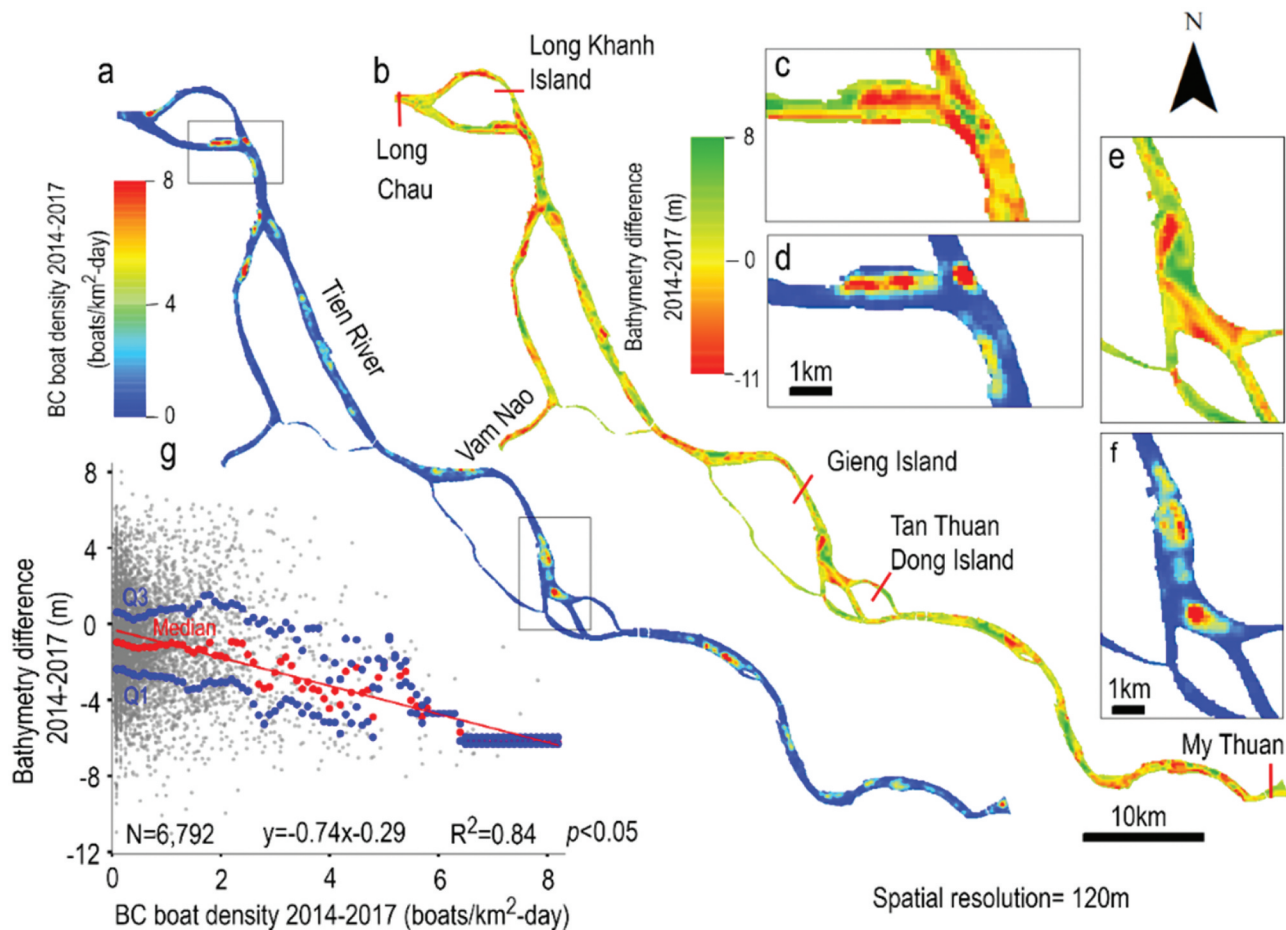 N
a
b
Long Khanh
Island
c
8
Long
Chau
e
BC boat density 2014-2017
(boats/km²-day)
8
4
0
Bathymetry difference
2014-2017 (m)
0
-11
d
1km
Tien River
Vam Nao
f
1km
Gieng Island
Tan Thuan
Dong Island
My Thuan
10km
g
Bathymetry difference
2014-2017 (m)
8
4
0
-4
-8
-12
Q3
Median
Q1
N=6,792 y=-0.74x-0.29 R²=0.84 p<0.05
0 2 4 6 8
BC boat density 2014-2017 (boats/km²-day)
Spatial resolution= 120m